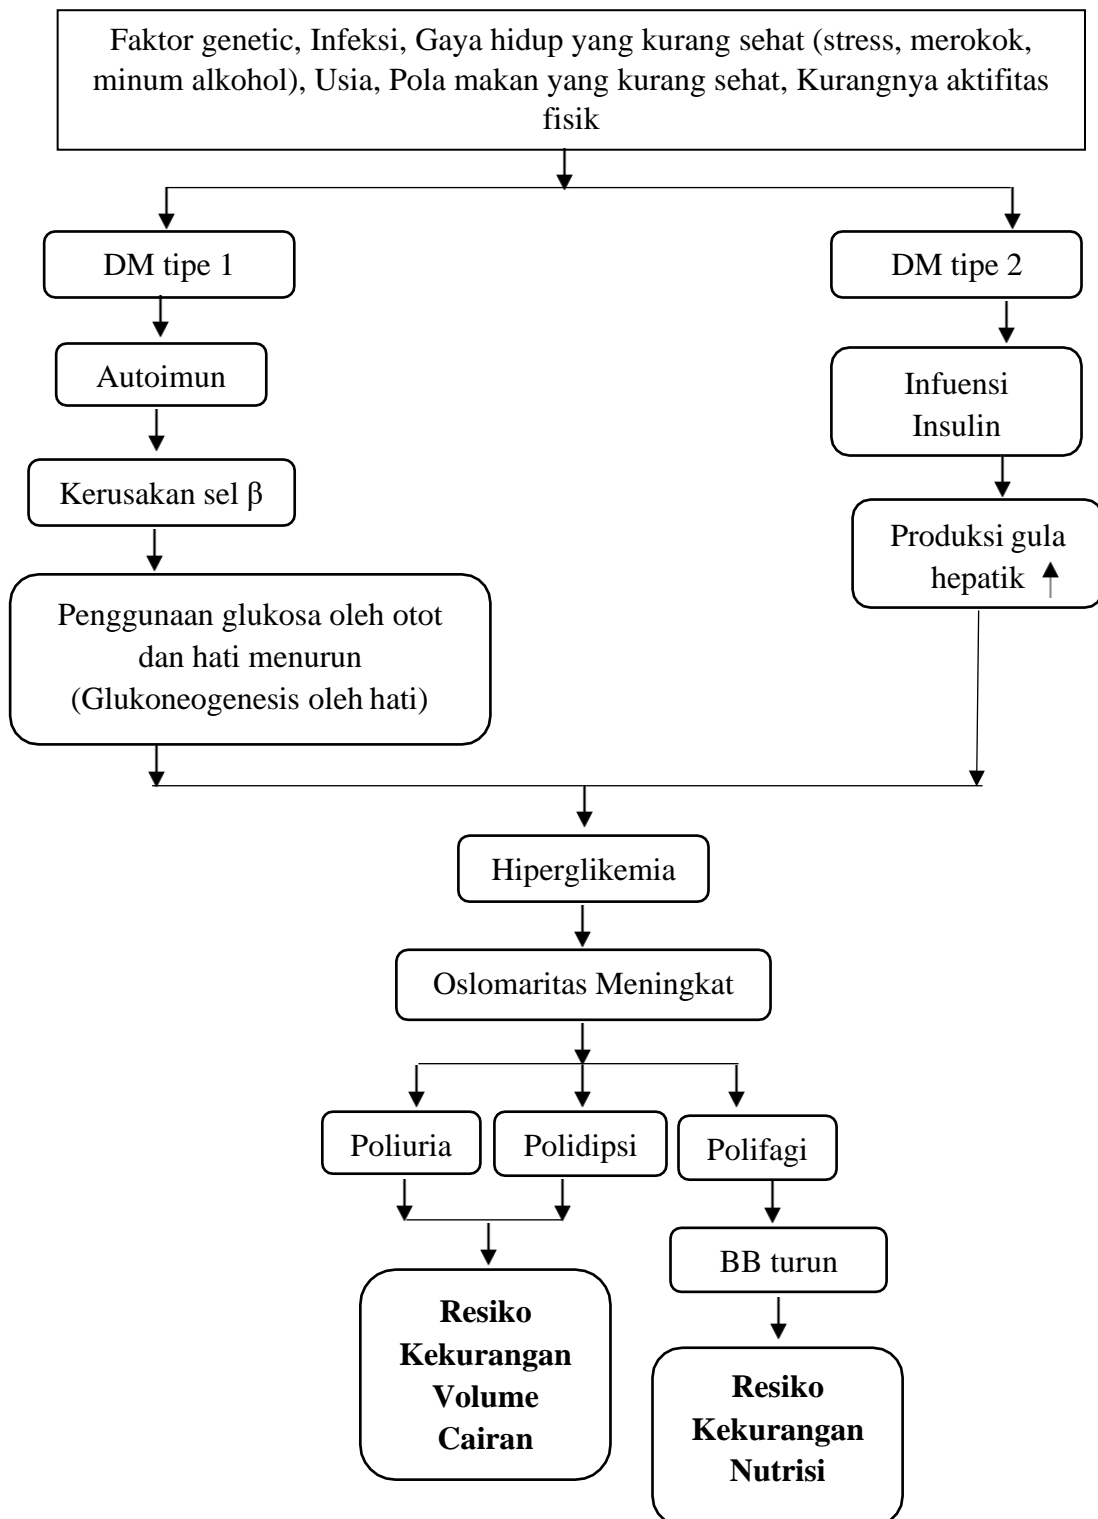 Faktor genetic, Infeksi, Gaya hidup yang kurang sehat (stress, merokok,
minum alkohol), Usia, Pola makan yang kurang sehat, Kurangnya aktifitas
fisik
DM tipe 1
DM tipe 2
Autoimun
Infuensi
Insulin
Kerusakan sel β
Produksi gula
hepatik
Penggunaan glukosa oleh otot
dan hati menurun
(Glukoneogenesis oleh hati)
Hiperglikemia
Oslomaritas Meningkat
Poliuria
Polidipsi
Polifagi
BB turun
Resiko
Kekurangan
Volume
Cairan
Resiko
Kekurangan
Nutrisi